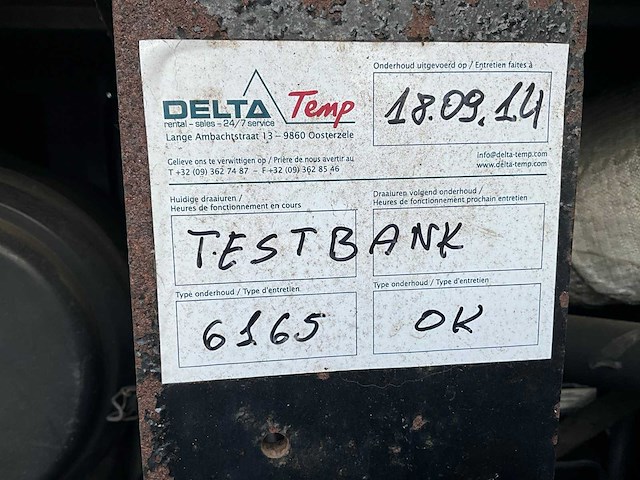 Onderhoud uitgevoerd op / Entretien faites à
18.09.14
DELTA Temp
rental – sales – 24/7 service
Lange Ambachtstraat 13 – 9860 Oosterzele
Gelieve ons te verwittigen op / Prière de nous avertir au
T +32 (09) 362 74 87 – F +32 (09) 362 85 46
info@delta-temp.com
www.delta-temp.com
Huidige draaiuren /
Heures de fonctionnement en cours
Draaiuren volgend onderhoud /
Heures de fonctionnement prochain entretien
TESTBANK
Type onderhoud / Type d'entretien
6165
Type onderhoud / Type d'entretien
OK